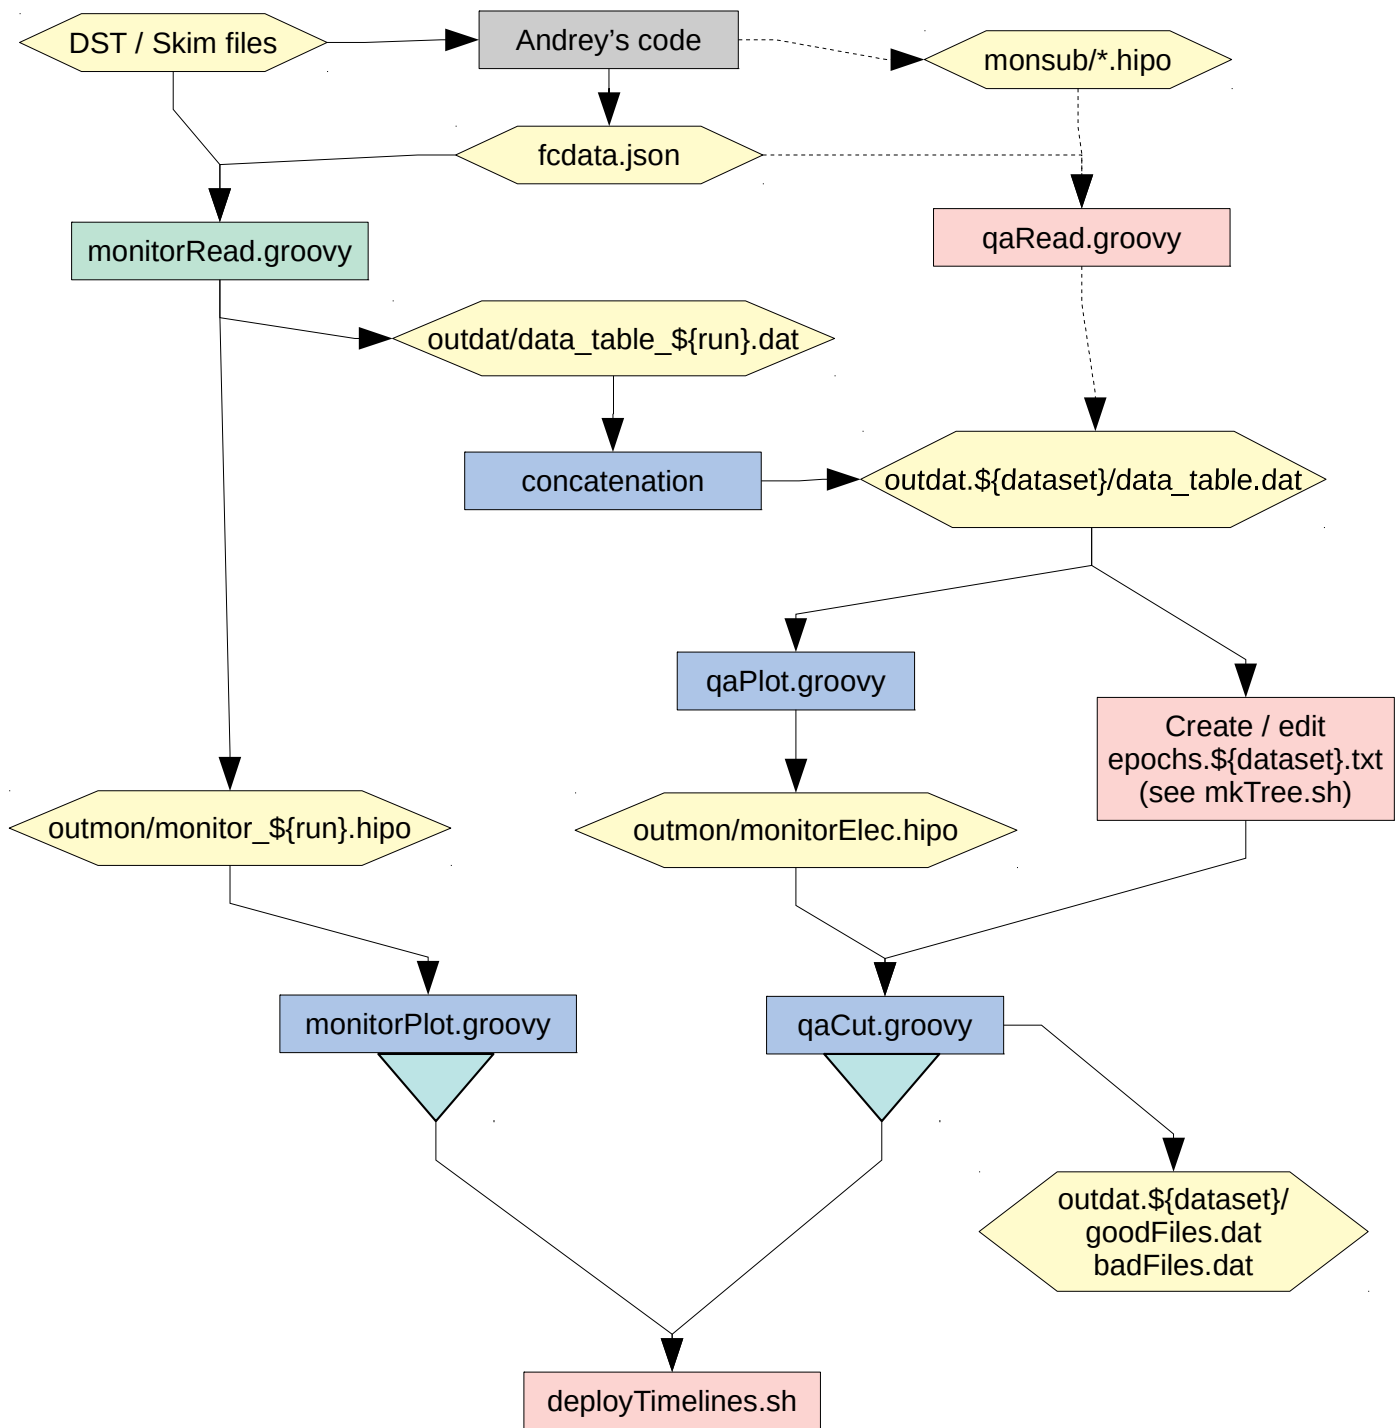 DST / Skim files
Andrey’s code
monsub/*.hipo
fcdata.json
monitorRead.groovy
qaRead.groovy
outdat/data_table_${run}.dat
concatenation
outdat.${dataset}/data_table.dat
qaPlot.groovy
Create / edit
epochs.${dataset}.txt
(see mkTree.sh)
outmon/monitor_${run}.hipo
outmon/monitorElec.hipo
monitorPlot.groovy
qaCut.groovy
outdat.${dataset}/
goodFiles.dat
badFiles.dat
deployTimelines.sh